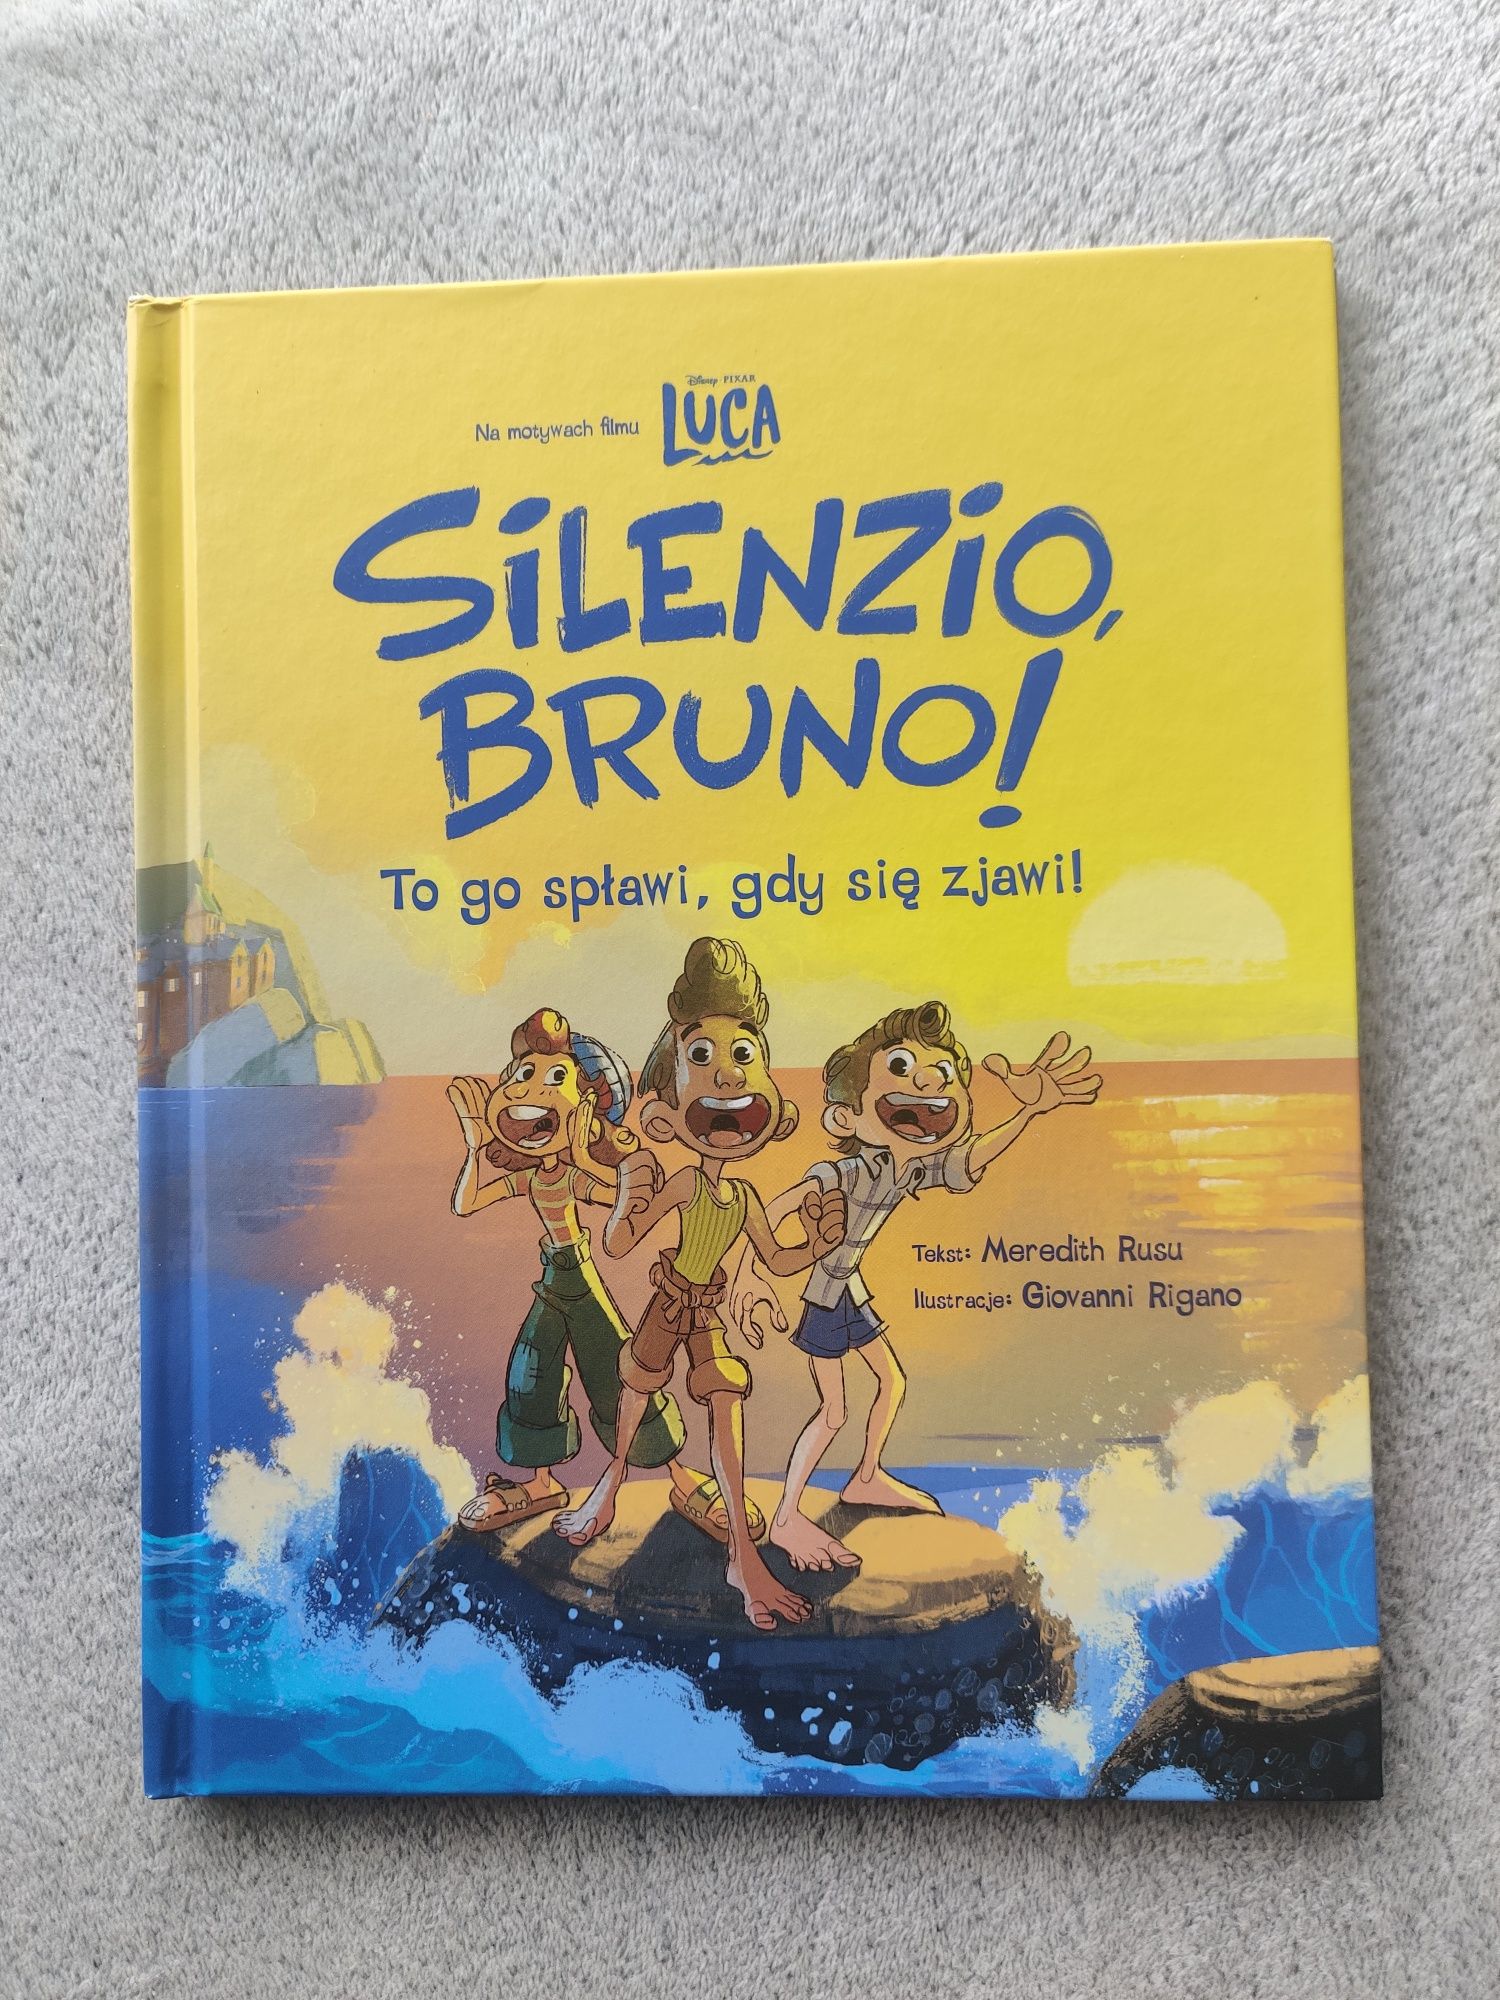 Disney PIXAR
Na motywach filmu LUCA
SiLENZiO,
BRUNO!
To go spławi, gdy się zjawi!
Tekst: Meredith Rusu
Ilustracje: Giovanni Rigano